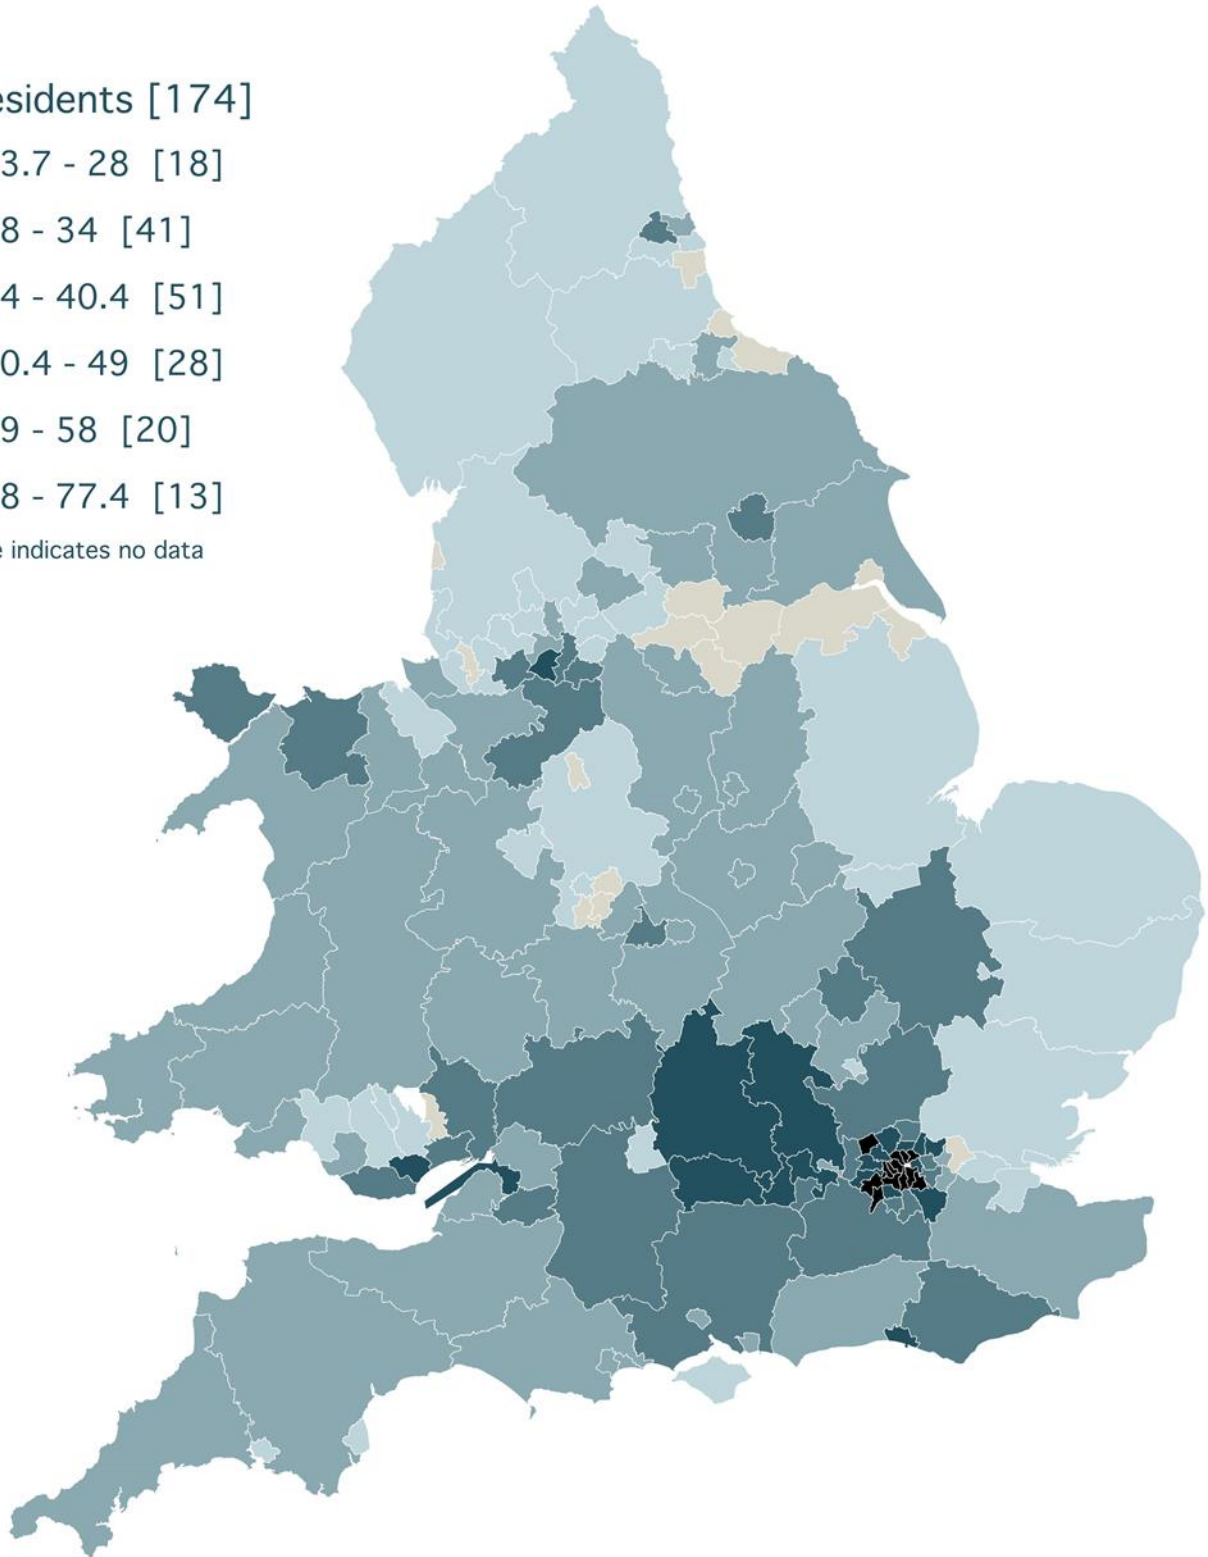 esidents [174]
3.7 - 28 [18]
8 - 34 [41]
4 - 40.4 [51]
0.4 - 49 [28]
9 - 58 [20]
8 - 77.4 [13]
e indicates no data